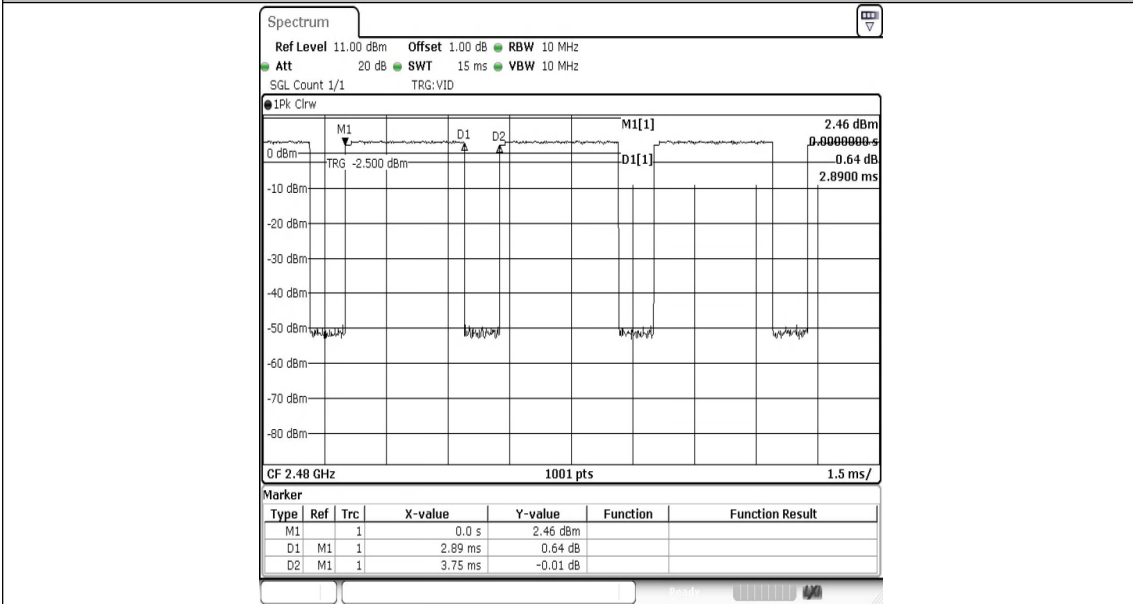 Spectrum
Ref Level 11.00 dBm Offset 1.00 dB RBW 10 MHz
Att 20 dB SWT 15 ms VBW 10 MHz
SGL Count 1/1 TRG:VID
1Pk Clrw
M1[1] 2.46 dBm
0.0000000 s
D1[1] 0.64 dB
2.8900 ms
M1
D1
D2
0 dBm
TRG -2.500 dBm
-10 dBm
-20 dBm
-30 dBm
-40 dBm
-50 dBm
-60 dBm
-70 dBm
-80 dBm
CF 2.48 GHz 1001 pts 1.5 ms/
Marker
Type Ref Trc X-value Y-value Function Function Result
M1 1 0.0 s 2.46 dBm
D1 M1 1 2.89 ms 0.64 dB
D2 M1 1 3.75 ms -0.01 dB
Ready